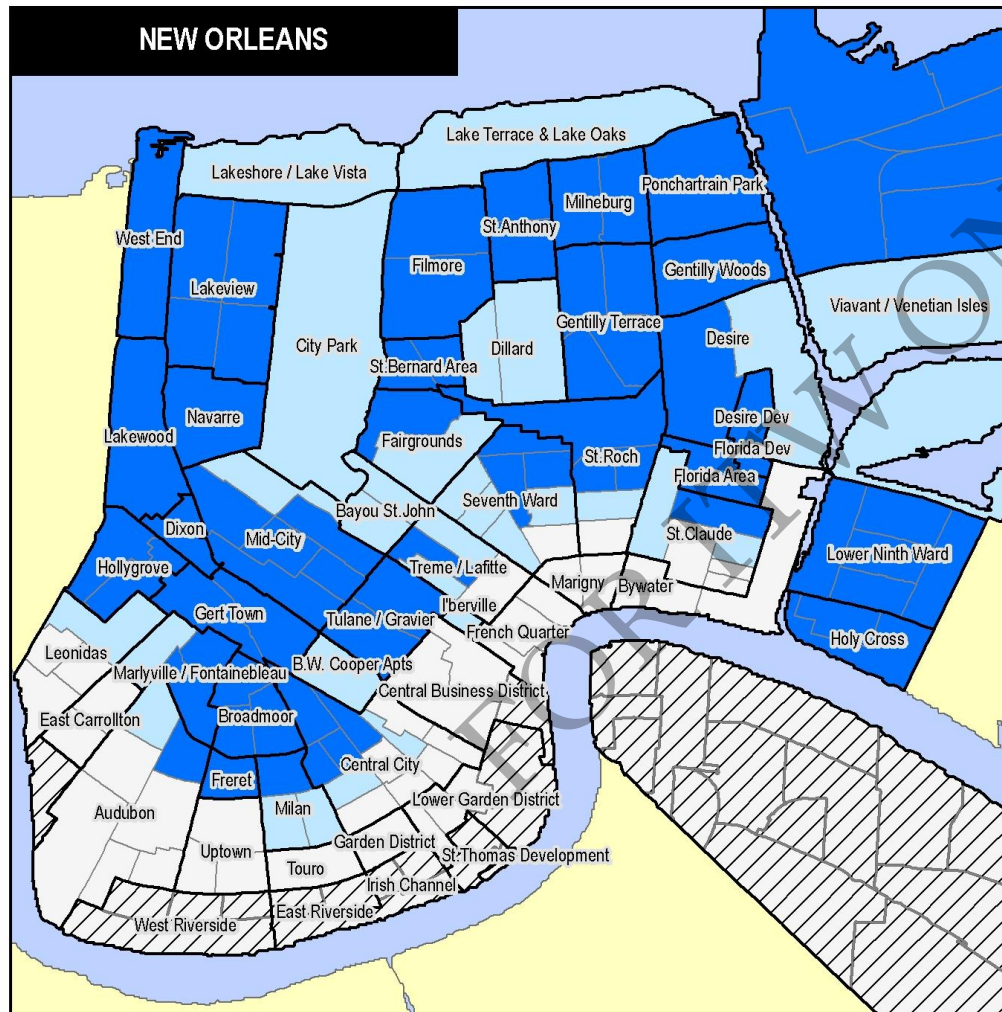 NEW ORLEANS
Lake Terrace & Lake Oaks
Lakeshore / Lake Vista
Ponchartrain Park
Milneburg
St.Anthony
West End
Filmore
Gentilly Woods
Lakeview
Viavant / Venetian Isles
Gentilly Terrace
Desire
City Park
Dillard
St.Bernard Area
Navarre
Desire Dev
Lakewood
Fairgrounds
Florida Dev
St.Roch
Florida Area
Seventh Ward
Bayou St.John
Dixon
Mid-City
St.Claude
Lower Ninth Ward
Hollygrove
Treme / Lafitte
Marigny
Bywater
I'berville
Gert Town
Tulane / Gravier
French Quarter
Holy Cross
Leonidas
B.W. Cooper Apts
Marlyville / Fontainebleau
Central Business District
East Carrollton
Broadmoor
Central City
Freret
Lower Garden District
Milan
Audubon
Garden District
Uptown
St.Thomas Development
Touro
Irish Channel
East Riverside
West Riverside
FOR ITW ON